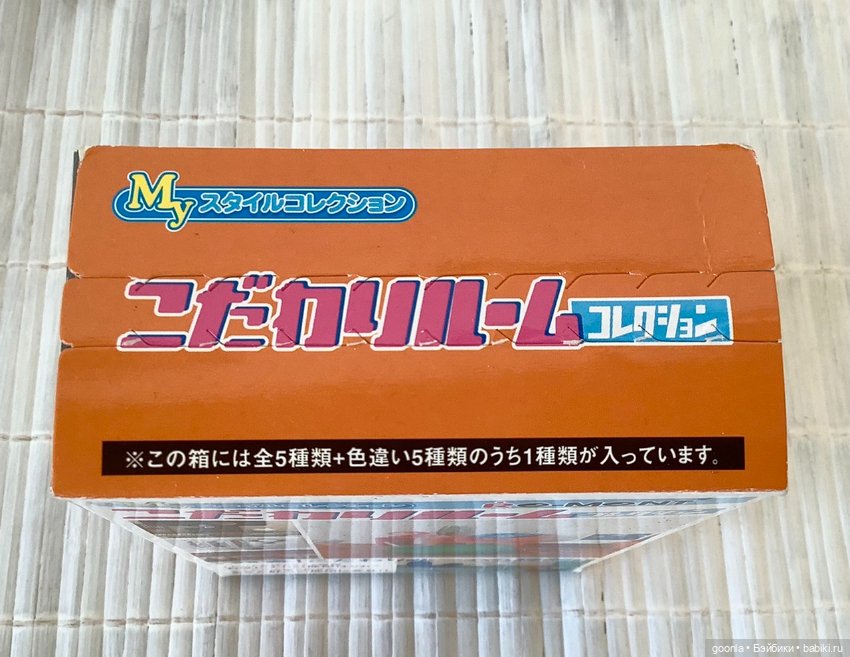 Myスタイルコレクション
こだわりルームコレクション
※この箱には全5種類+色違い5種類のうち1種類が入っています。
goonia • Бэйбики • babiki.ru